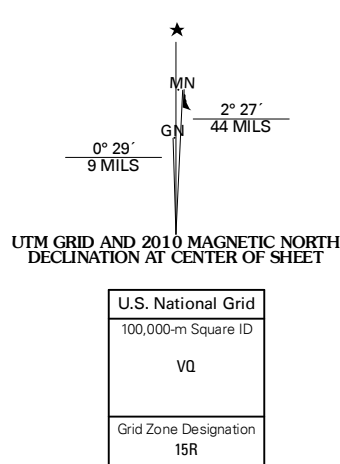 MN
2° 27´
44 MILS
GN
0° 29´
9 MILS
UTM GRID AND 2010 MAGNETIC NORTH
DECLINATION AT CENTER OF SHEET
U.S. National Grid
100,000-m Square ID
VQ
Grid Zone Designation
15R